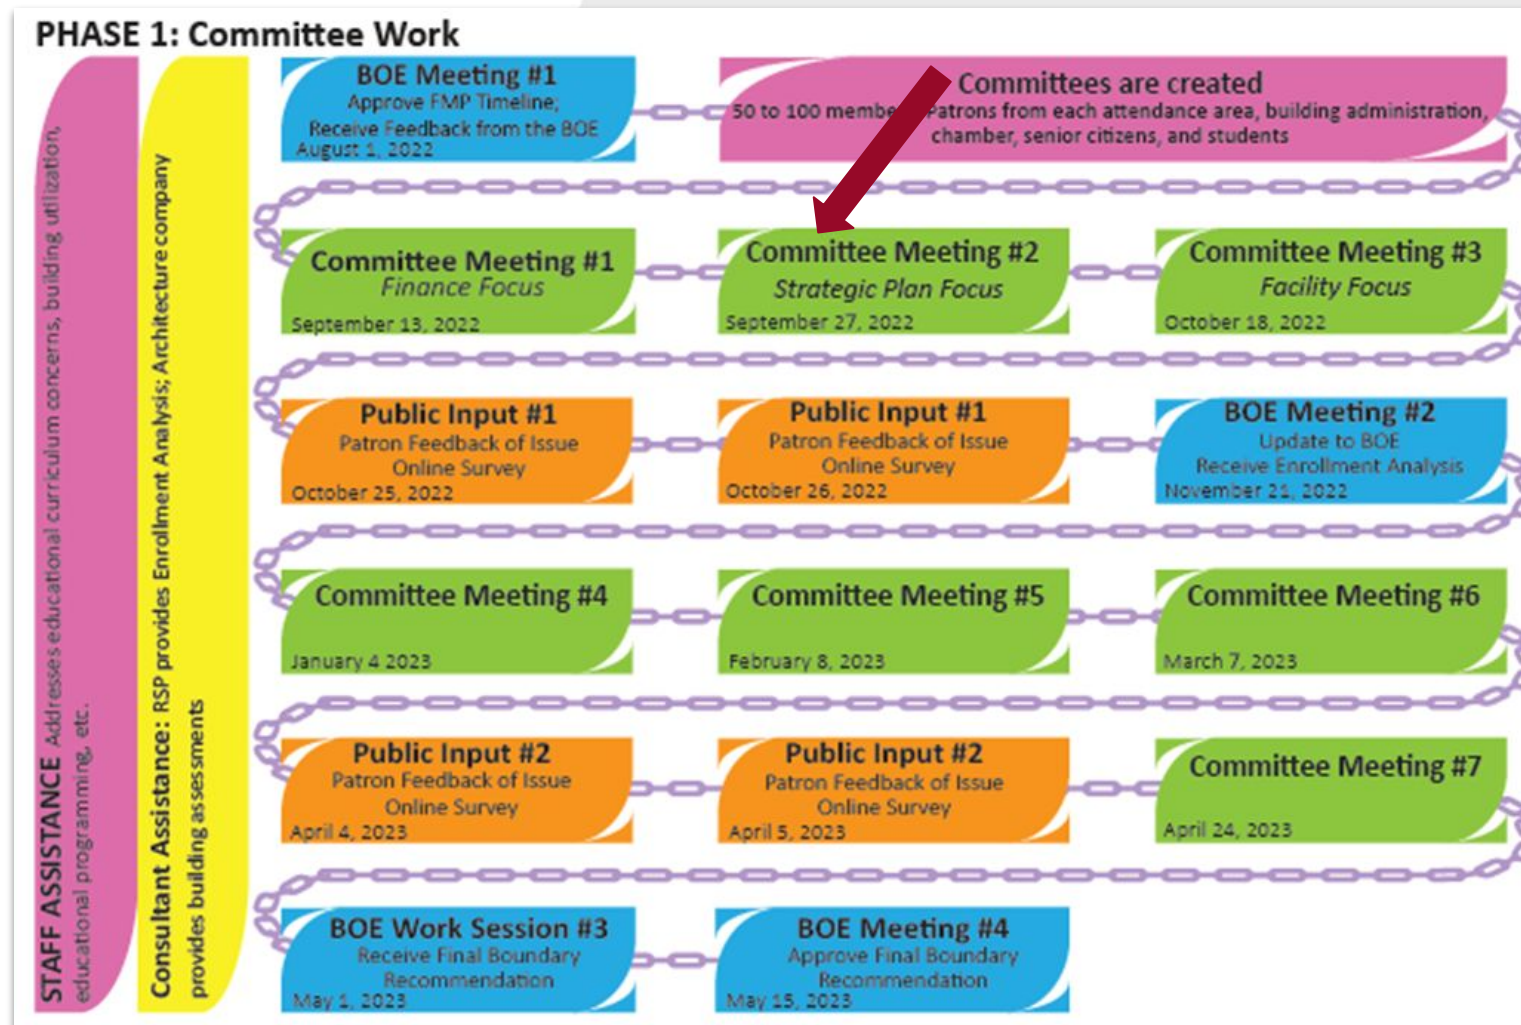 PHASE 1: Committee Work
STAFF ASSISTANCE Addresses educational curriculum concerns, building utilization,
educational programming, etc.
Consultant Assistance: RSP provides Enrollment Analysis; Architecture company
provides building assessments
BOE Meeting #1
Approve FMP Timeline;
Receive Feedback from the BOE
August 1, 2022
Committees are created
50 to 100 membe Patrons from each attendance area, building administration,
chamber, senior citizens, and students
Committee Meeting #1
Finance Focus
September 13, 2022
Committee Meeting #2
Strategic Plan Focus
September 27, 2022
Committee Meeting #3
Facility Focus
October 18, 2022
Public Input #1
Patron Feedback of Issue
Online Survey
October 25, 2022
Public Input #1
Patron Feedback of Issue
Online Survey
October 26, 2022
BOE Meeting #2
Update to BOE
Receive Enrollment Analysis
November 21, 2022
Committee Meeting #4
January 4 2023
Committee Meeting #5
February 8, 2023
Committee Meeting #6
March 7, 2023
Public Input #2
Patron Feedback of Issue
Online Survey
April 4, 2023
Public Input #2
Patron Feedback of Issue
Online Survey
April 5, 2023
Committee Meeting #7
April 24, 2023
BOE Work Session #3
Receive Final Boundary
Recommendation
May 1, 2023
BOE Meeting #4
Approve Final Boundary
Recommendation
May 15, 2023